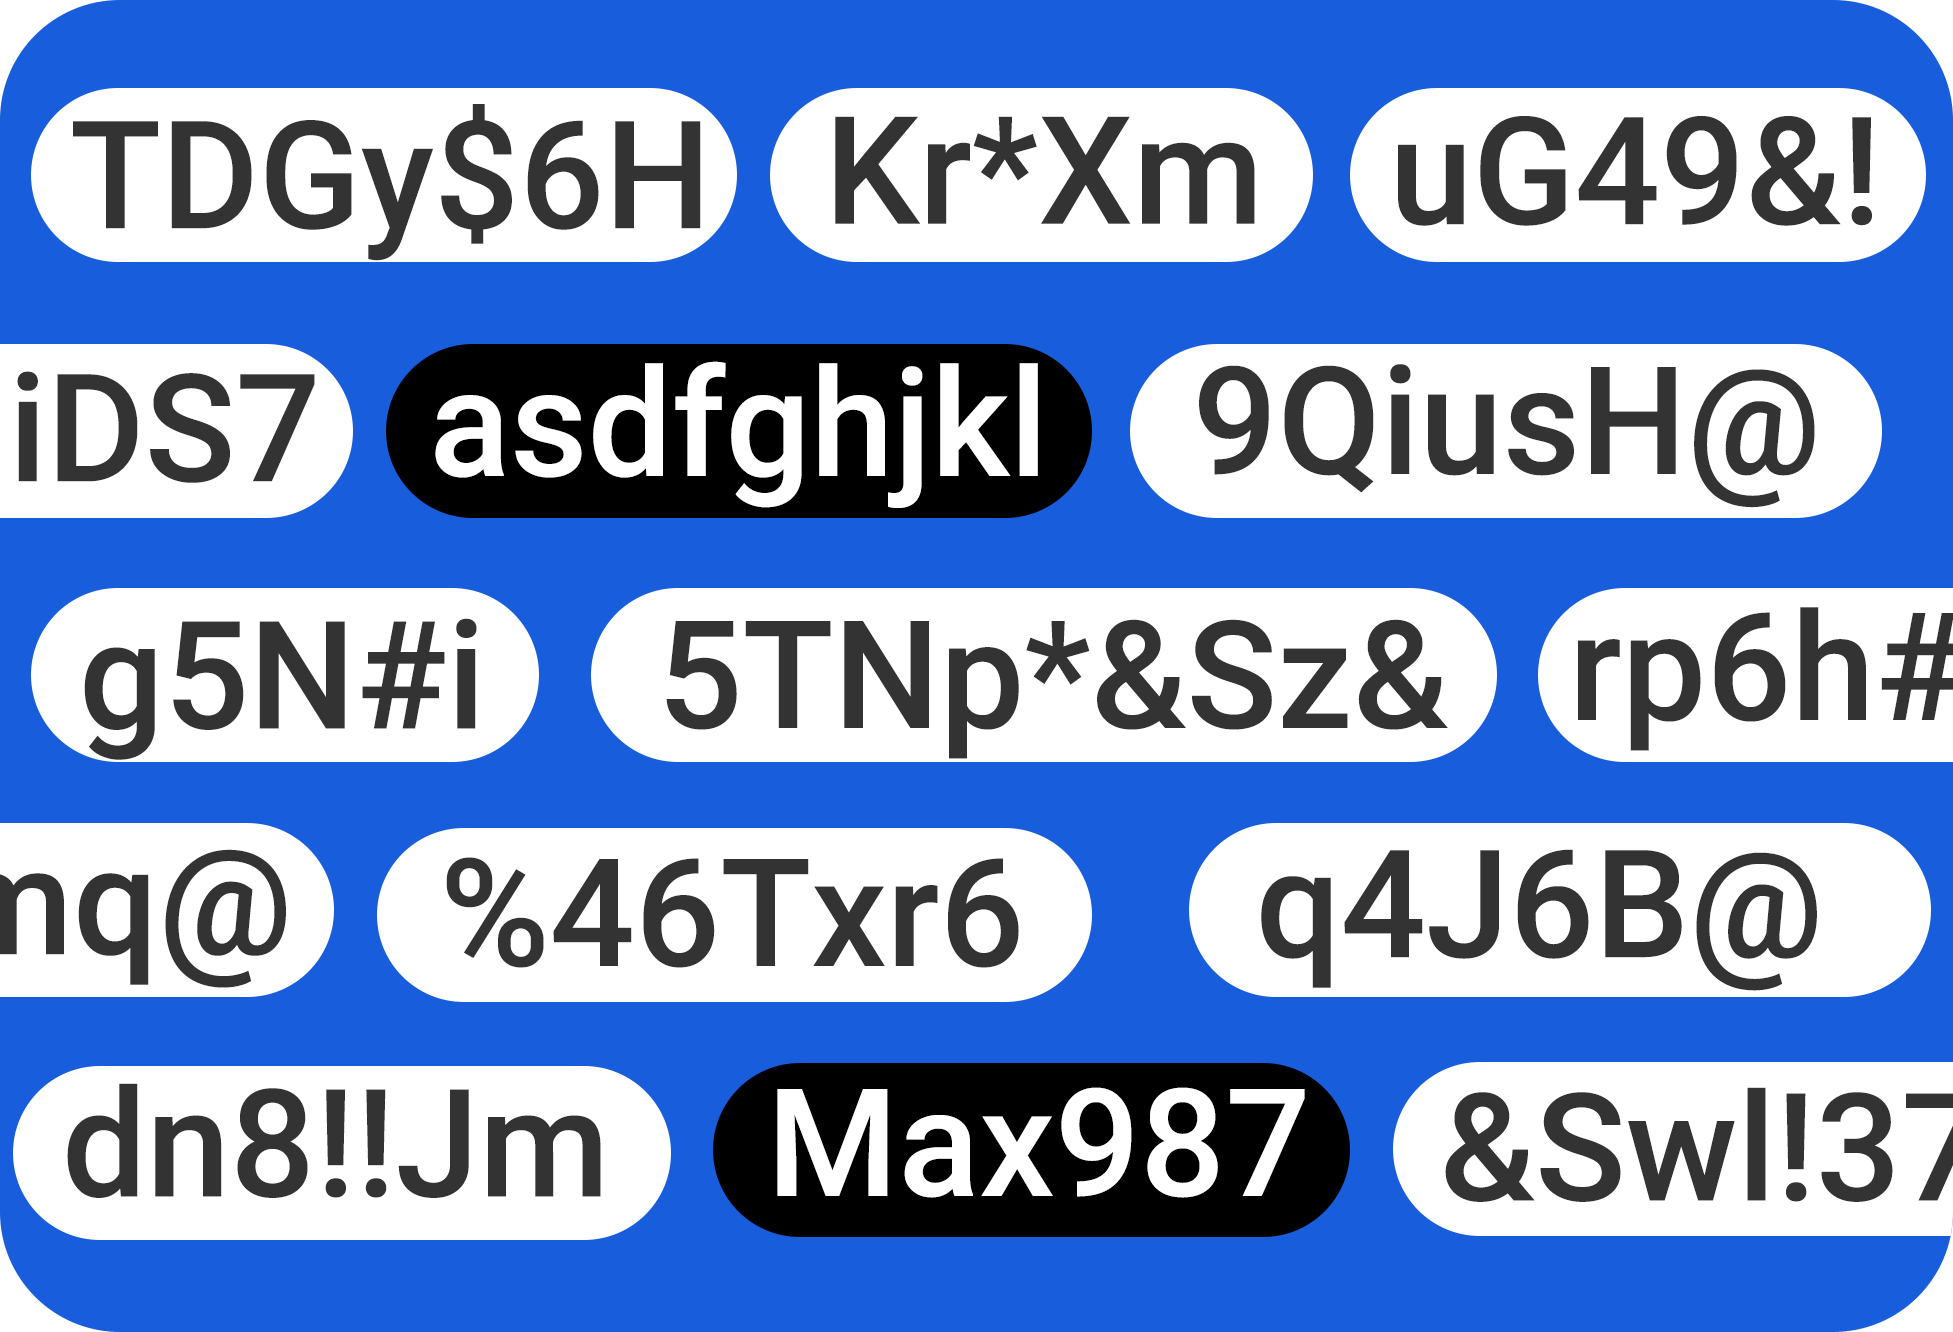 TDGy$6H Kr*Xm uG49&!
iDS7 asdfghjkl 9QiusH@
g5N#i 5TNp*&Sz& rp6h#
mq@ %46Txr6 q4J6B@
dn8!!Jm Max987 &Swl!37